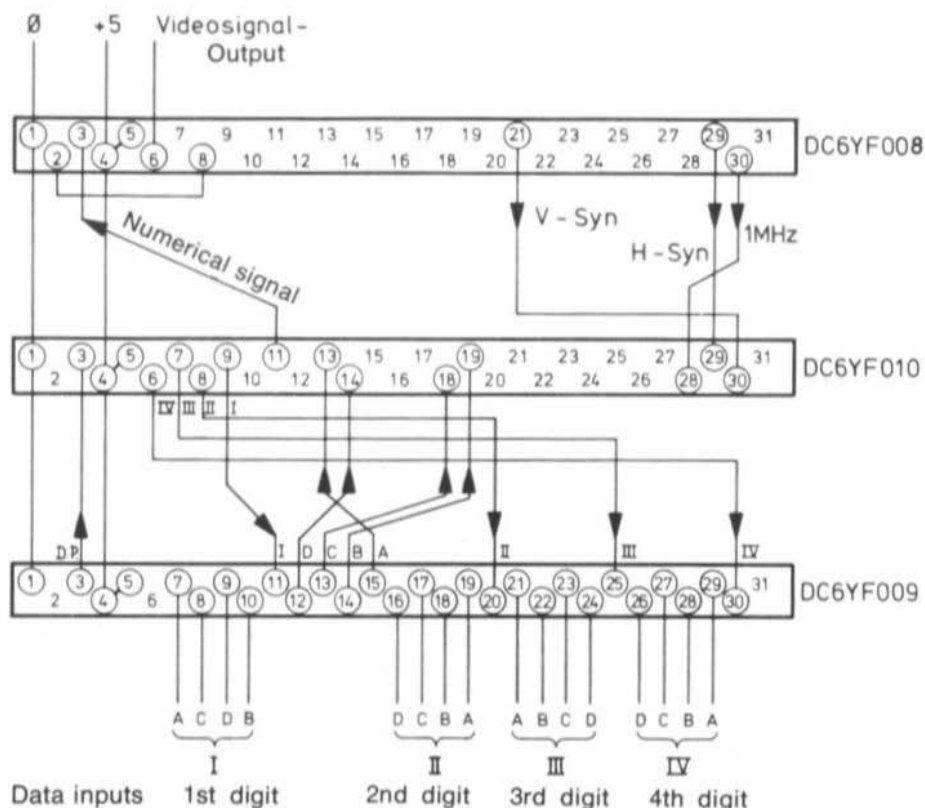 Ø +5 Videosignal-
Output
1 3 5 7 9 11 13 15 17 19 21 23 25 27 29 31
DC6YF008
2 4 6 8 10 12 14 16 18 20 22 24 26 28 30
V-Syn
H-Syn
1MHz
Numerical signal
1 3 5 7 9 11 13 15 17 19 21 23 25 27 29 31
DC6YF010
2 4 6 8 10 12 14 16 18 20 22 24 26 28 30
IV III II I
DP I D C B A II III IV
1 3 5 7 9 11 13 15 17 19 21 23 25 27 29 31
DC6YF009
2 4 6 8 10 12 14 16 18 20 22 24 26 28 30
A C D B D C B A A B C D D C B A
I II III IV
Data inputs 1st digit 2nd digit 3rd digit 4th digit